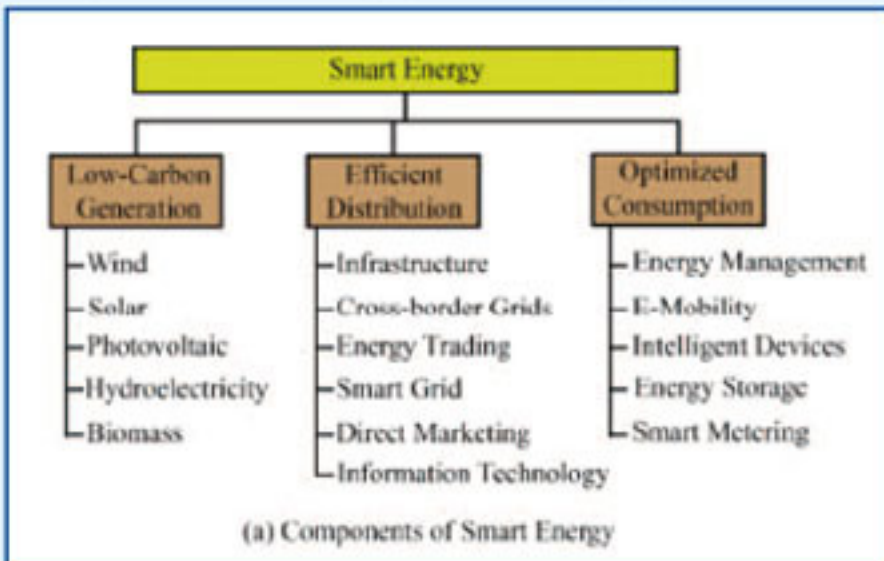 Smart Energy
Low-Carbon
Generation
Wind
Solar
Photovoltaic
Hydroelectricity
Biomass
Efficient
Distribution
Infrastructure
Cross-border Grids
Energy Trading
Smart Grid
Direct Marketing
Information Technology
Optimized
Consumption
Energy Management
E-Mobility
Intelligent Devices
Energy Storage
Smart Metering
(a) Components of Smart Energy